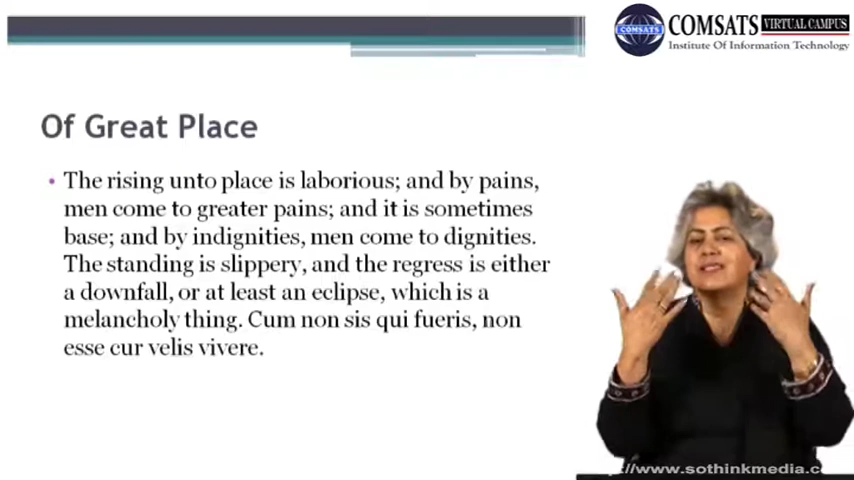 COMSATS VIRTUAL CAMPUS
COMSATS
Institute Of Information Technology
Of Great Place
• The rising unto place is laborious; and by pains,
men come to greater pains; and it is sometimes
base; and by indignities, men come to dignities.
The standing is slippery, and the regress is either
a downfall, or at least an eclipse, which is a
melancholy thing. Cum non sis qui fueris, non
esse cur velis vivere.
://www.sothinkmedia.c